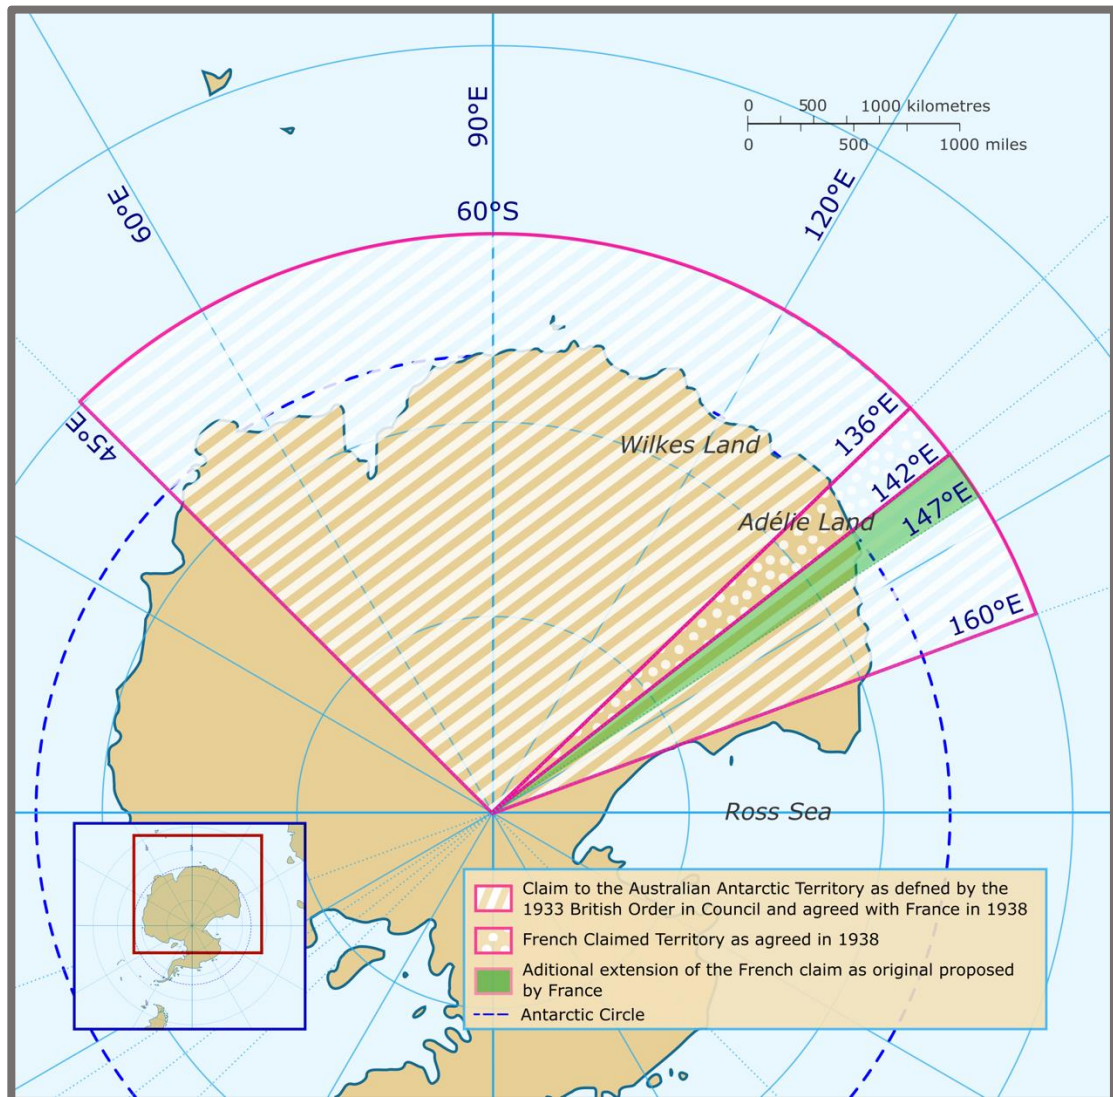 90°E
0 500 1000 kilometres
0 500 1000 miles
60°E
120°E
60°S
45°E
136°E
Wilkes Land
142°E
147°E
Adélie Land
160°E
Ross Sea
Claim to the Australian Antarctic Territory as defned by the
1933 British Order in Council and agreed with France in 1938
French Claimed Territory as agreed in 1938
Aditional extension of the French claim as original proposed
by France
Antarctic Circle